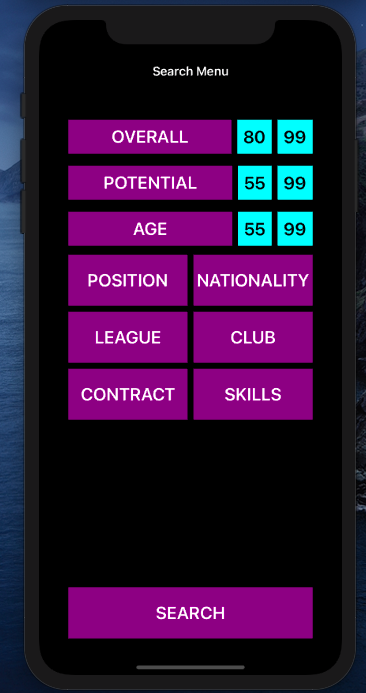 Search Menu
OVERALL 80 99
POTENTIAL 55 99
AGE 55 99
POSITION NATIONALITY
LEAGUE CLUB
CONTRACT SKILLS
SEARCH